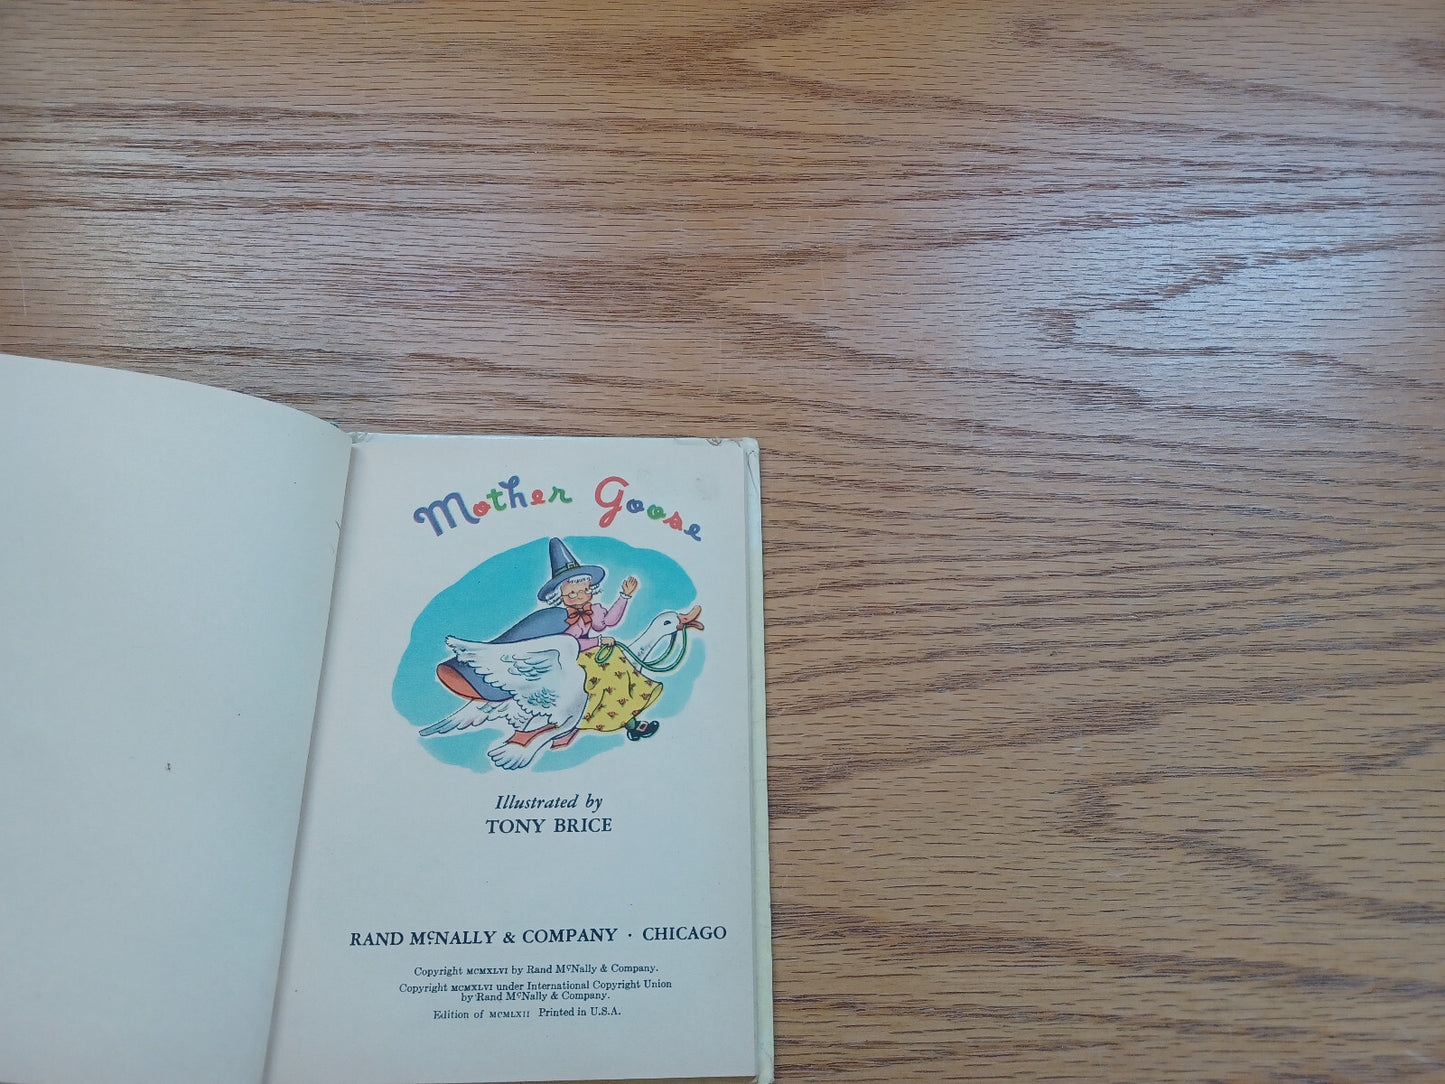 Mother Goose
Illustrated by
TONY BRICE
RAND McNALLY & COMPANY · CHICAGO
Copyright MCMXLVI by Rand McNally & Company.
Copyright MCMXLVI under International Copyright Union
by Rand McNally & Company.
Edition of MCMLXII Printed in U.S.A.